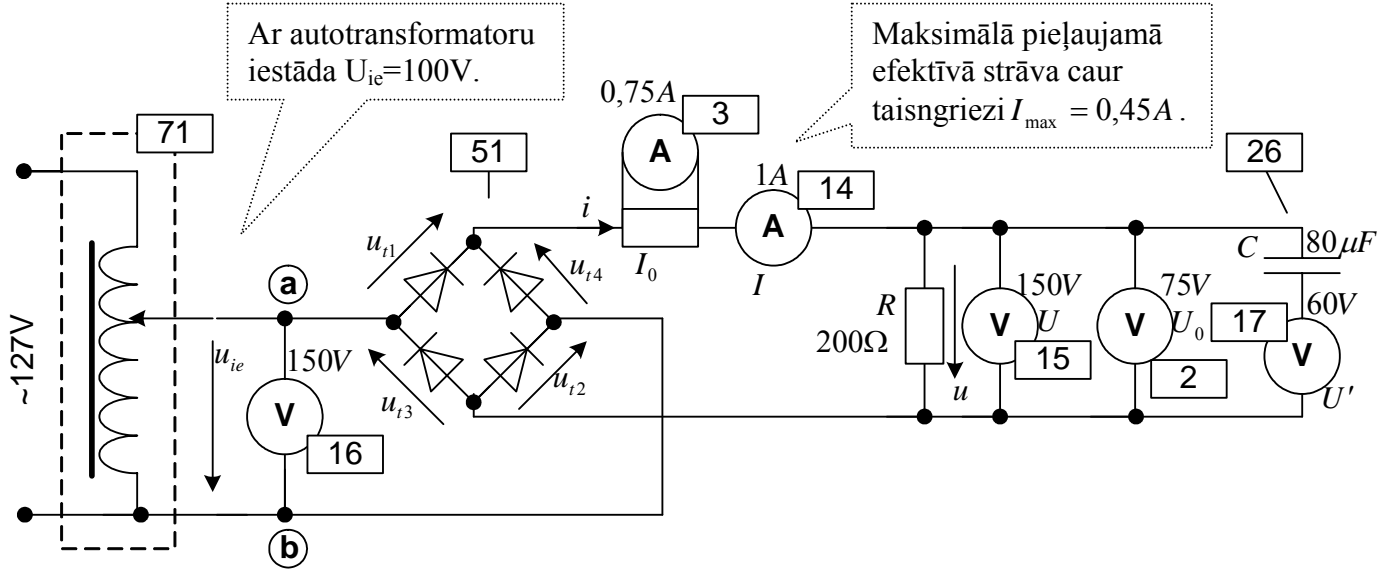 Ar autotransformatoru
iestāda U_ie=100V.
Maksimālā pieļaujamā
efektīvā strāva caur
taisngriezi I_max = 0,45A.
71
51
0,75A
3
A
1A
14
A
26
i
I_0
I
u_t1
u_t4
u_t3
u_t2
a
~127V
u_ie
150V
V
16
b
R
200Ω
u
150V
V
U
15
75V
V
U_0
2
C
80μF
60V
17
V
U'